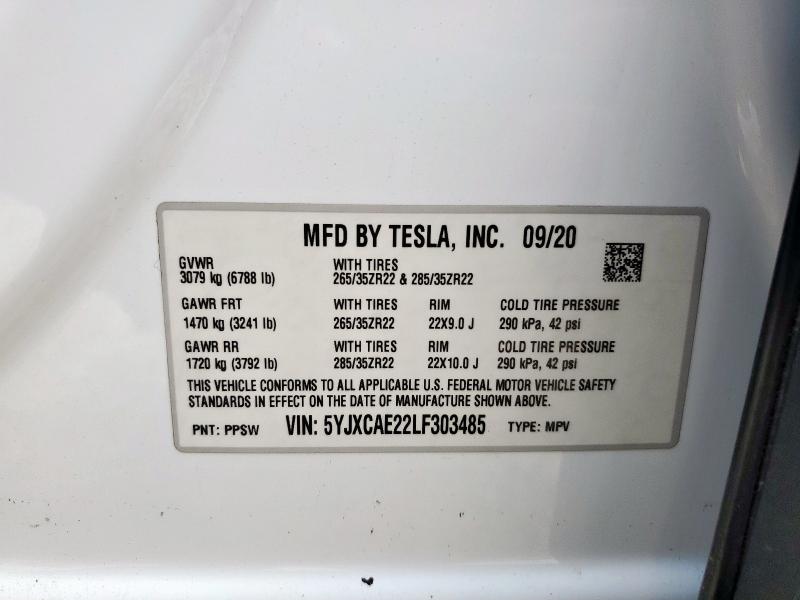 MFD BY TESLA, INC. 09/20
GVWR WITH TIRES
3079 kg (6788 lb) 265/35ZR22 & 285/35ZR22
GAWR FRT WITH TIRES RIM COLD TIRE PRESSURE
1470 kg (3241 lb) 265/35ZR22 22X9.0 J 290 kPa, 42 psi
GAWR RR WITH TIRES RIM COLD TIRE PRESSURE
1720 kg (3792 lb) 285/35ZR22 22X10.0 J 290 kPa, 42 psi
THIS VEHICLE CONFORMS TO ALL APPLICABLE U.S. FEDERAL MOTOR VEHICLE SAFETY
STANDARDS IN EFFECT ON THE DATE OF MANUFACTURE SHOWN ABOVE.
PNT: PPSW VIN: 5YJXCAE22LF303485 TYPE: MPV